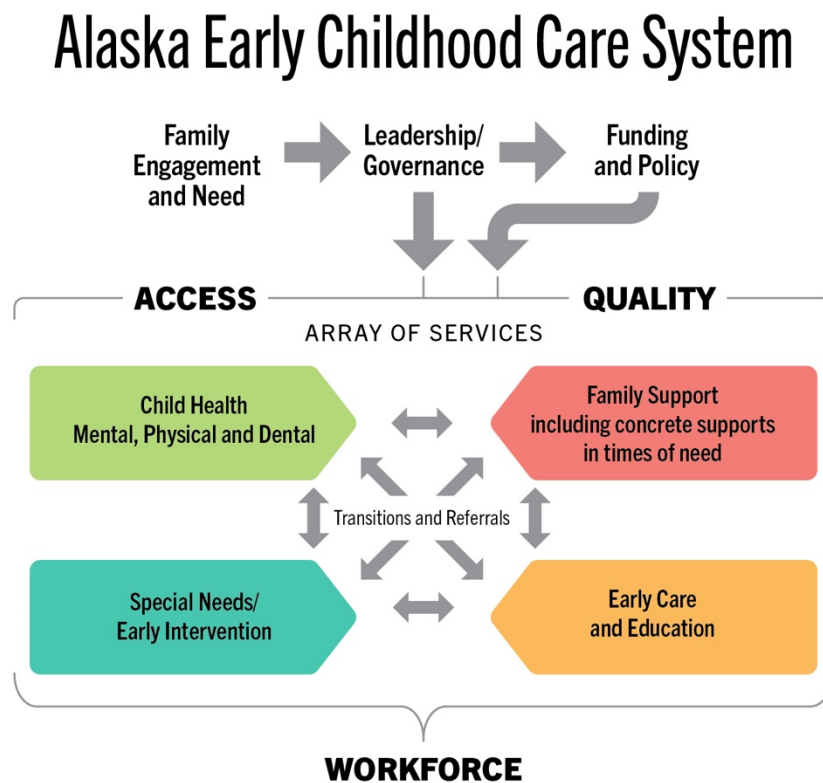 Alaska Early Childhood Care System
Family
Engagement
and Need
Leadership/
Governance
Funding
and Policy
ACCESS
QUALITY
ARRAY OF SERVICES
Child Health
Mental, Physical and Dental
Family Support
including concrete supports
in times of need
Transitions and Referrals
Special Needs/
Early Intervention
Early Care
and Education
WORKFORCE